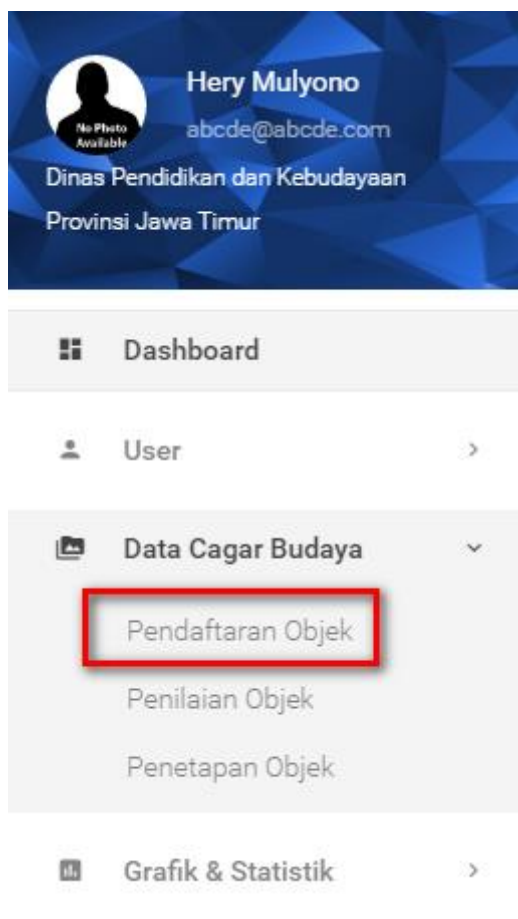 Hery Mulyono
No Photo
Available
abcde@abcde.com
Dinas Pendidikan dan Kebudayaan
Provinsi Jawa Timur
Dashboard
User
Data Cagar Budaya
Pendaftaran Objek
Penilaian Objek
Penetapan Objek
Grafik & Statistik